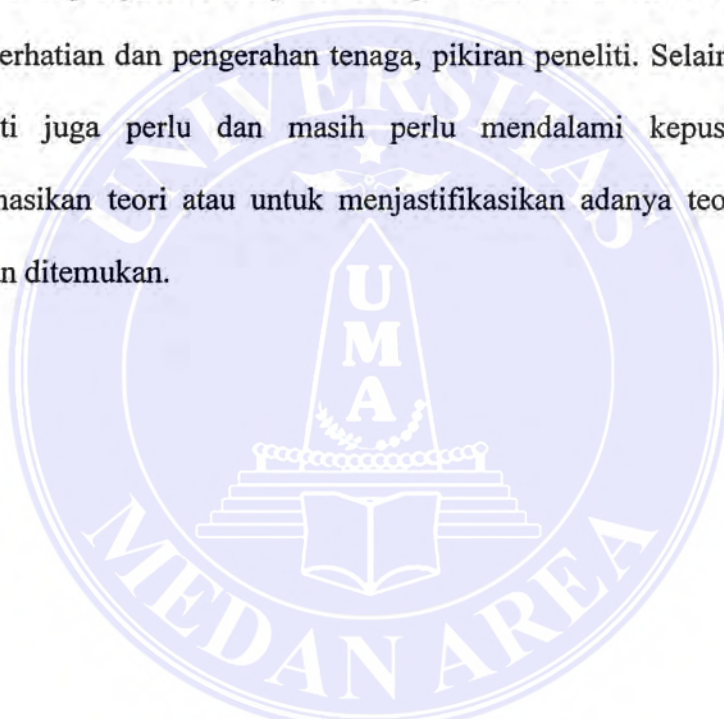 erhatian dan pengerahan tenaga, pikiran peneliti. Selain
ti juga perlu dan masih perlu mendalami kepus
nasikan teori atau untuk menjastifikasikan adanya teo
n ditemukan.
UNIVERSITAS
UMA
MEDAN AREA